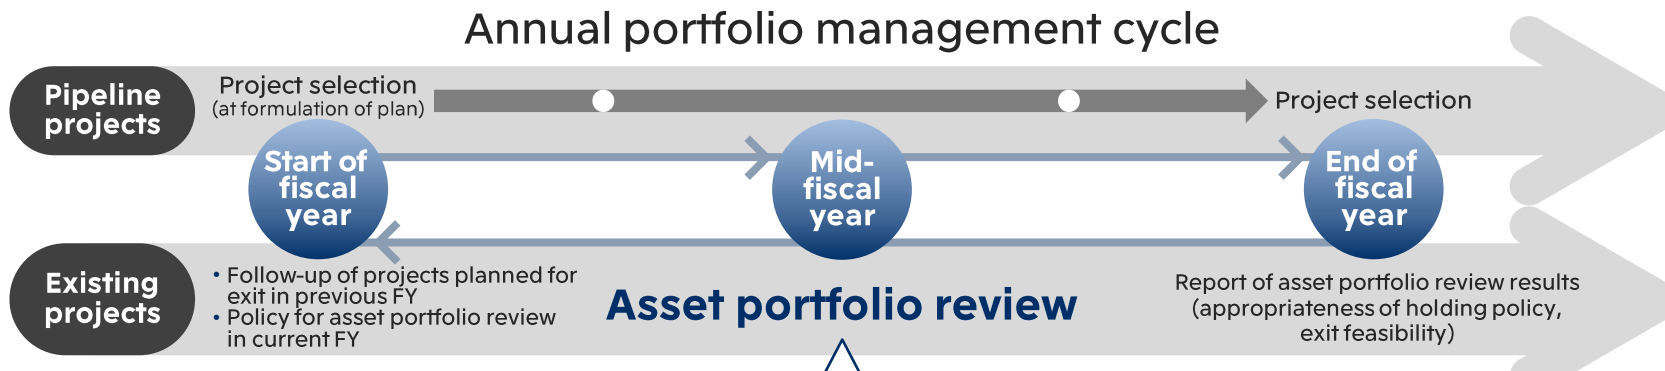 Annual portfolio management cycle
Pipeline
projects
Project selection
(at formulation of plan)
Project selection
Start of
fiscal
year
Mid-
fiscal
year
End of
fiscal
year
Existing
projects
• Follow-up of projects planned for
exit in previous FY
• Policy for asset portfolio review
in current FY
Asset portfolio review
Report of asset portfolio review results
(appropriateness of holding policy,
exit feasibility)